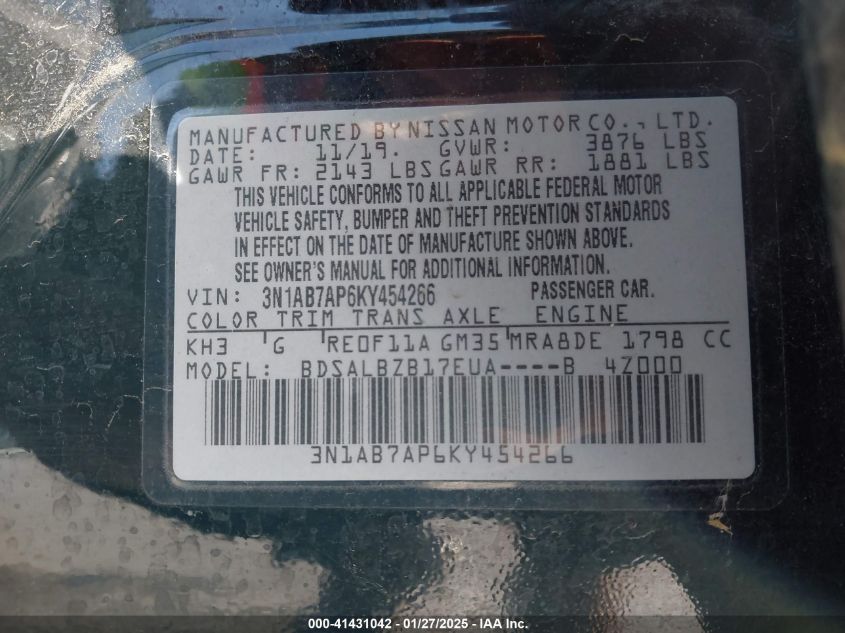 MANUFACTURED BY NISSAN MOTOR CO., LTD.
DATE: 11/19. GVWR: 3876 LBS
GAWR FR: 2143 LBS GAWR RR: 1881 LBS
THIS VEHICLE CONFORMS TO ALL APPLICABLE FEDERAL MOTOR
VEHICLE SAFETY, BUMPER AND THEFT PREVENTION STANDARDS
IN EFFECT ON THE DATE OF MANUFACTURE SHOWN ABOVE.
SEE OWNER'S MANUAL FOR ADDITIONAL INFORMATION.
VIN: 3N1AB7AP6KY454266 PASSENGER CAR.
COLOR TRIM TRANS AXLE ENGINE
KH3 'G 'RE0F11A GM35 'MRA8DE 1798 CC
MODEL: BDSALBZB17EUA----B 4Z000
3N1AB7AP6KY454266
000-41431042 - 01/27/2025 - IAA Inc.